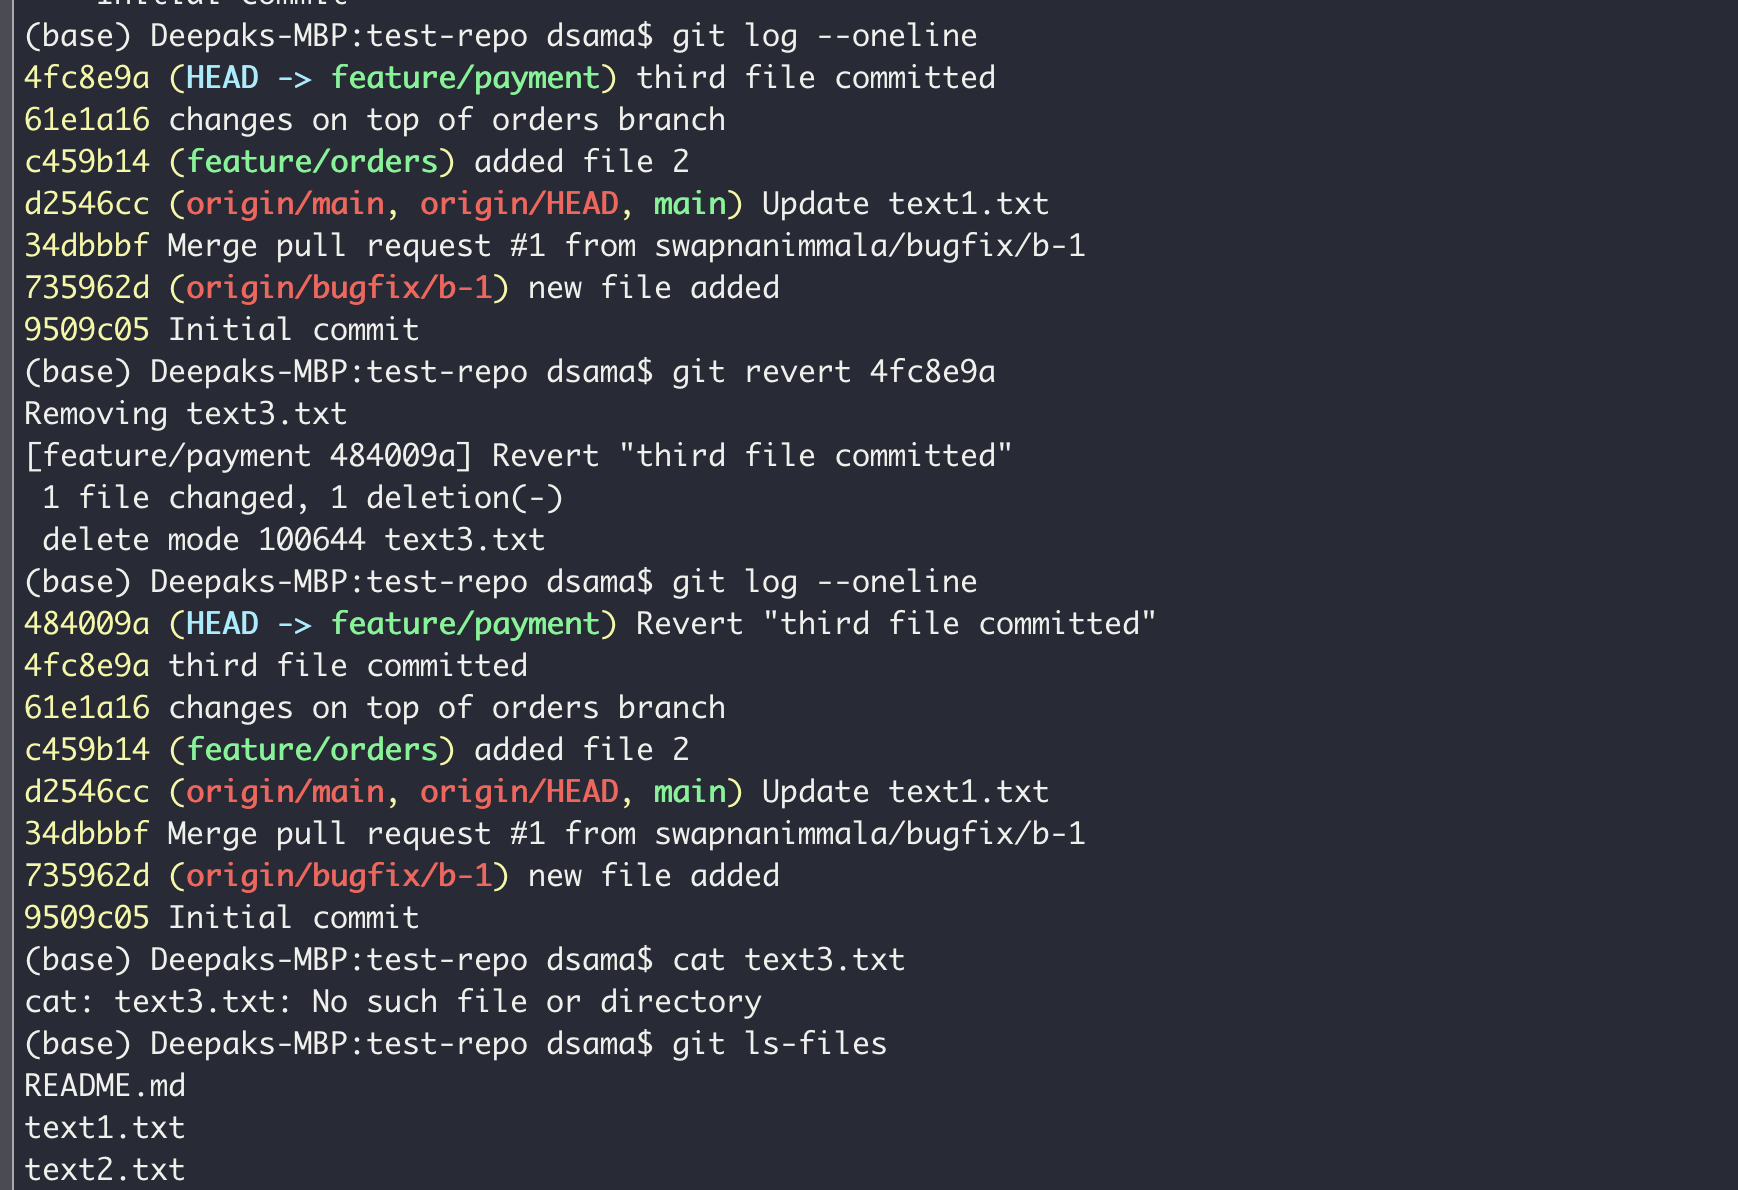 Initial commit
(base) Deepaks-MBP:test-repo dsama$ git log --oneline
4fc8e9a (HEAD -> feature/payment) third file committed
61e1a16 changes on top of orders branch
c459b14 (feature/orders) added file 2
d2546cc (origin/main, origin/HEAD, main) Update text1.txt
34dbbbf Merge pull request #1 from swapnanimmala/bugfix/b-1
735962d (origin/bugfix/b-1) new file added
9509c05 Initial commit
(base) Deepaks-MBP:test-repo dsama$ git revert 4fc8e9a
Removing text3.txt
[feature/payment 484009a] Revert "third file committed"
 1 file changed, 1 deletion(-)
 delete mode 100644 text3.txt
(base) Deepaks-MBP:test-repo dsama$ git log --oneline
484009a (HEAD -> feature/payment) Revert "third file committed"
4fc8e9a third file committed
61e1a16 changes on top of orders branch
c459b14 (feature/orders) added file 2
d2546cc (origin/main, origin/HEAD, main) Update text1.txt
34dbbbf Merge pull request #1 from swapnanimmala/bugfix/b-1
735962d (origin/bugfix/b-1) new file added
9509c05 Initial commit
(base) Deepaks-MBP:test-repo dsama$ cat text3.txt
cat: text3.txt: No such file or directory
(base) Deepaks-MBP:test-repo dsama$ git ls-files
README.md
text1.txt
text2.txt